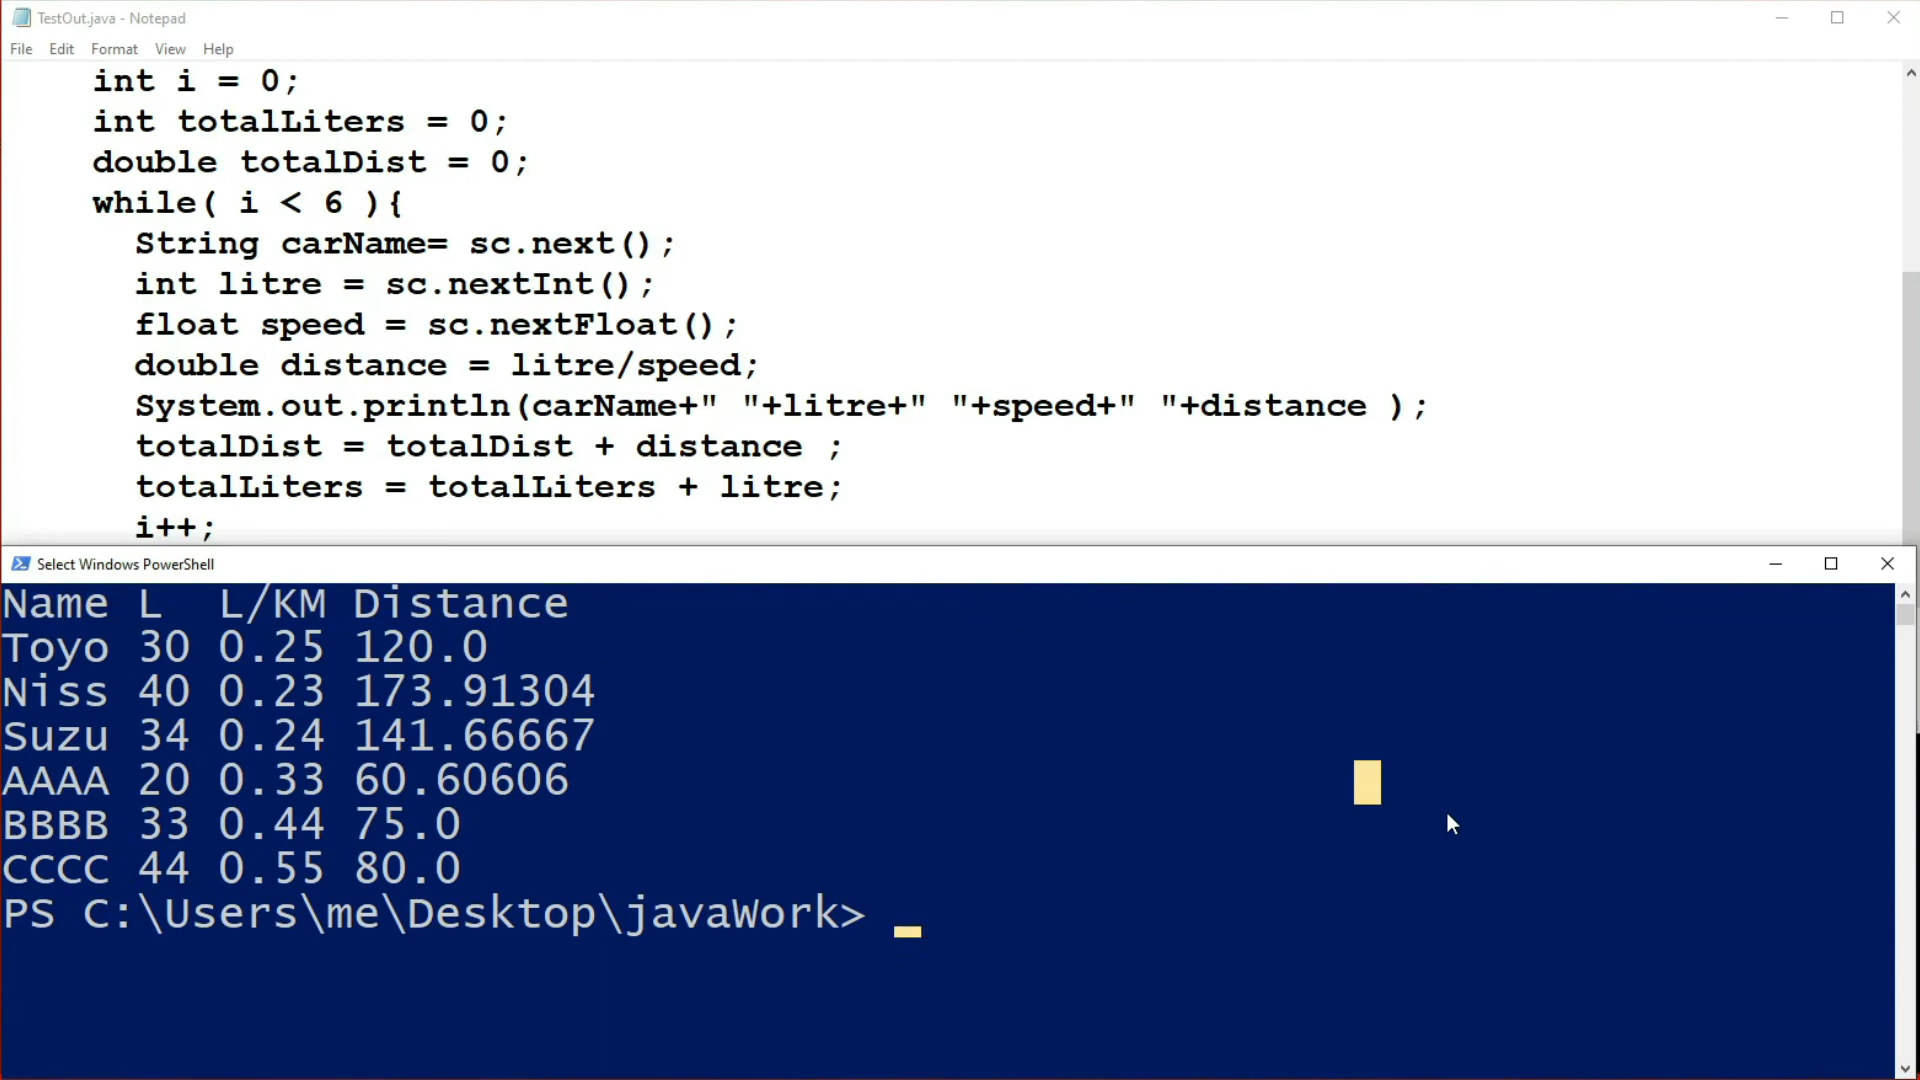 TestOut.java - Notepad
File Edit Format View Help
int i = 0;
int totalLiters = 0;
double totalDist = 0;
while( i < 6 ){
String carName= sc.next();
int litre = sc.nextInt();
float speed = sc.nextFloat();
double distance = litre/speed;
System.out.println(carName+" "+litre+" "+speed+" "+distance );
totalDist = totalDist + distance ;
totalLiters = totalLiters + litre;
i++;
Select Windows PowerShell
Name L L/KM Distance
Toyo 30 0.25 120.0
Niss 40 0.23 173.91304
Suzu 34 0.24 141.66667
AAAA 20 0.33 60.60606
BBBB 33 0.44 75.0
CCCC 44 0.55 80.0
PS C:\Users\me\Desktop\javaWork>